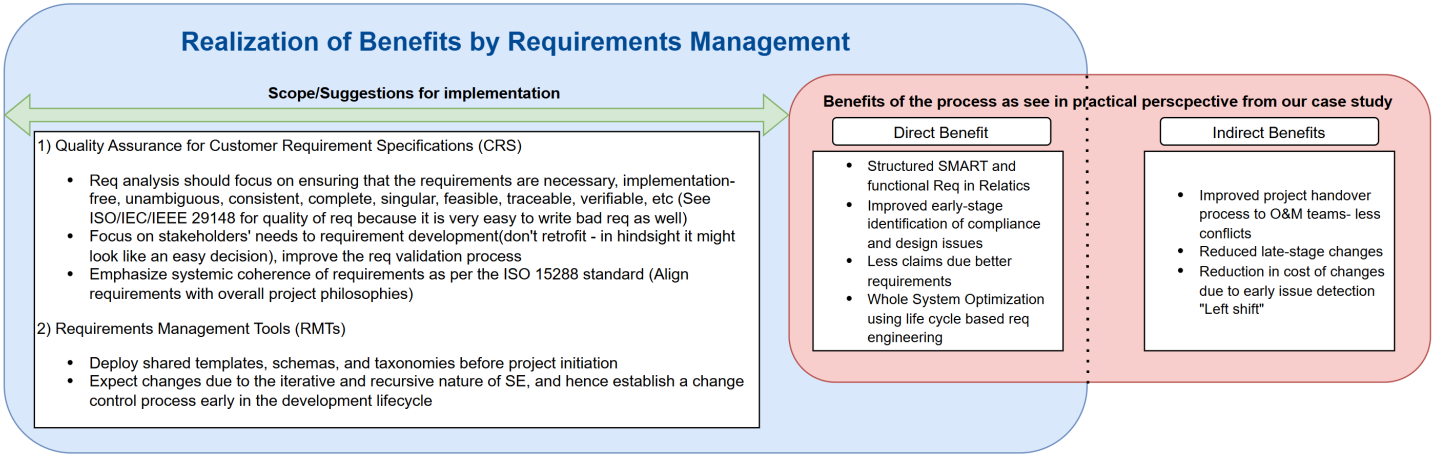 Realization of Benefits by Requirements Management
Scope/Suggestions for implementation
1) Quality Assurance for Customer Requirement Specifications (CRS)
• Req analysis should focus on ensuring that the requirements are necessary, implementation-
free, unambiguous, consistent, complete, singular, feasible, traceable, verifiable, etc (See
ISO/IEC/IEEE 29148 for quality of req because it is very easy to write bad req as well)
• Focus on stakeholders' needs to requirement development(don't retrofit - in hindsight it might
look like an easy decision), improve the req validation process
• Emphasize systemic coherence of requirements as per the ISO 15288 standard (Align
requirements with overall project philosophies)
2) Requirements Management Tools (RMTs)
• Deploy shared templates, schemas, and taxonomies before project initiation
• Expect changes due to the iterative and recursive nature of SE, and hence establish a change
control process early in the development lifecycle
Benefits of the process as see in practical perscpective from our case study
Direct Benefit
• Structured SMART and
functional Req in Relatics
• Improved early-stage
identification of compliance
and design issues
• Less claims due better
requirements
• Whole System Optimization
using life cycle based req
engineering
Indirect Benefits
• Improved project handover
process to O&M teams- less
conflicts
• Reduced late-stage changes
• Reduction in cost of changes
due to early issue detection
"Left shift"